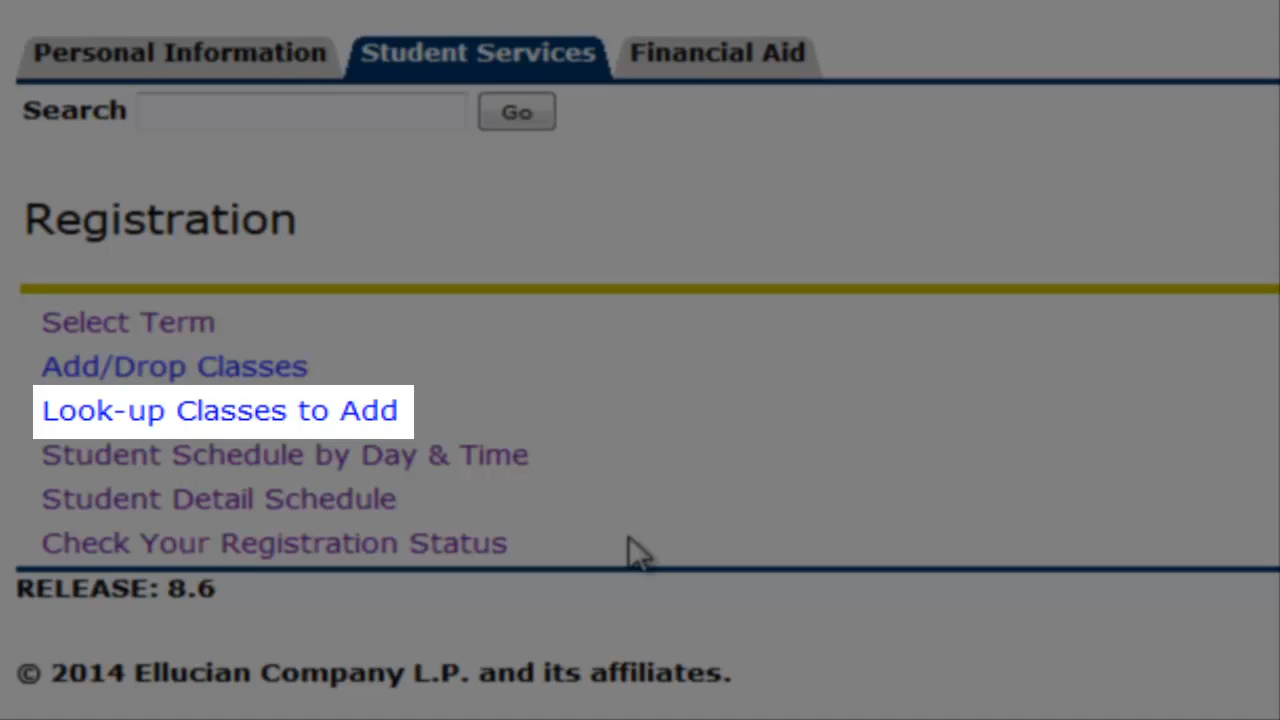 Personal Information Student Services Financial Aid
Search Go
Registration
Select Term
Add/Drop Classes
Look-up Classes to Add
Student Schedule by Day & Time
Student Detail Schedule
Check Your Registration Status
RELEASE: 8.6
© 2014 Ellucian Company L.P. and its affiliates.